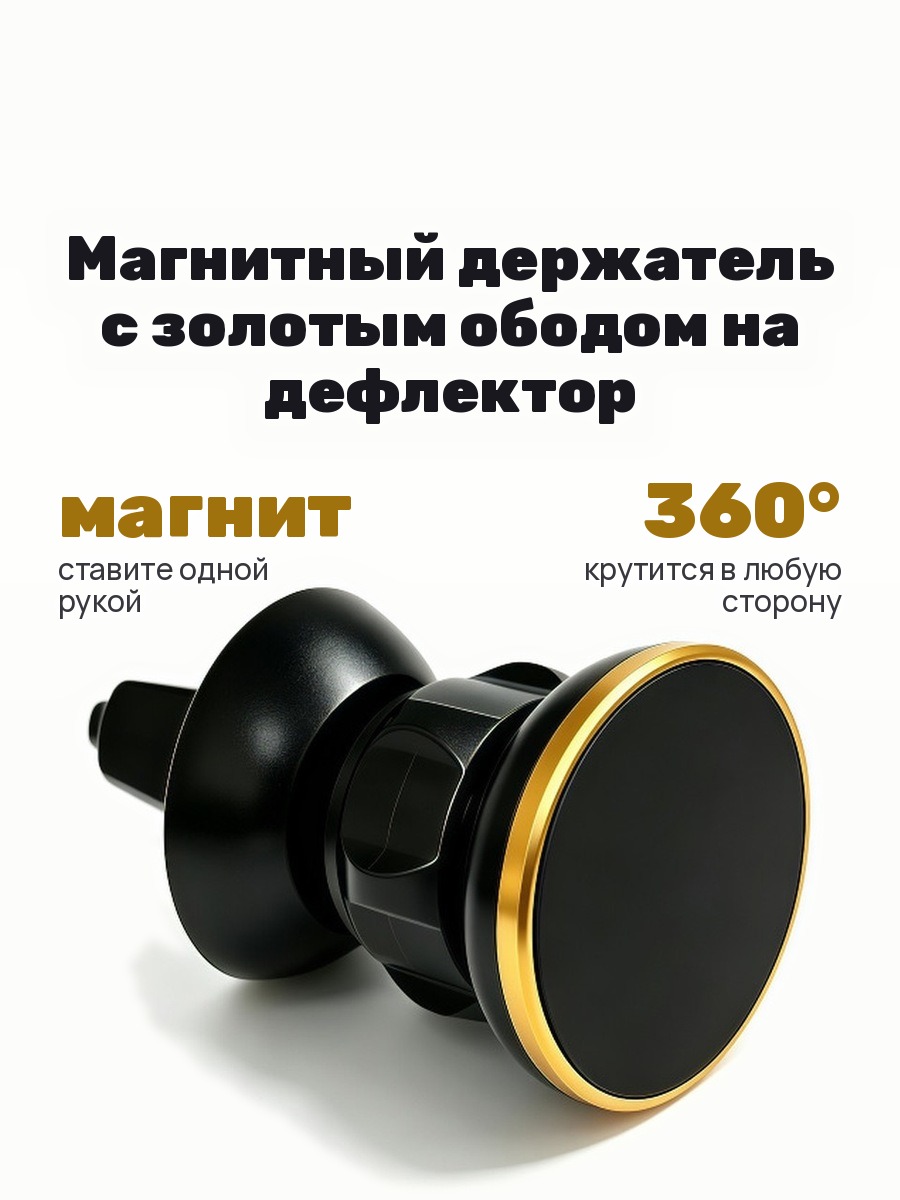 Магнитный держатель
с золотым ободом на
дефлектор
магнит
ставите одной
рукой
360°
крутится в любую
сторону